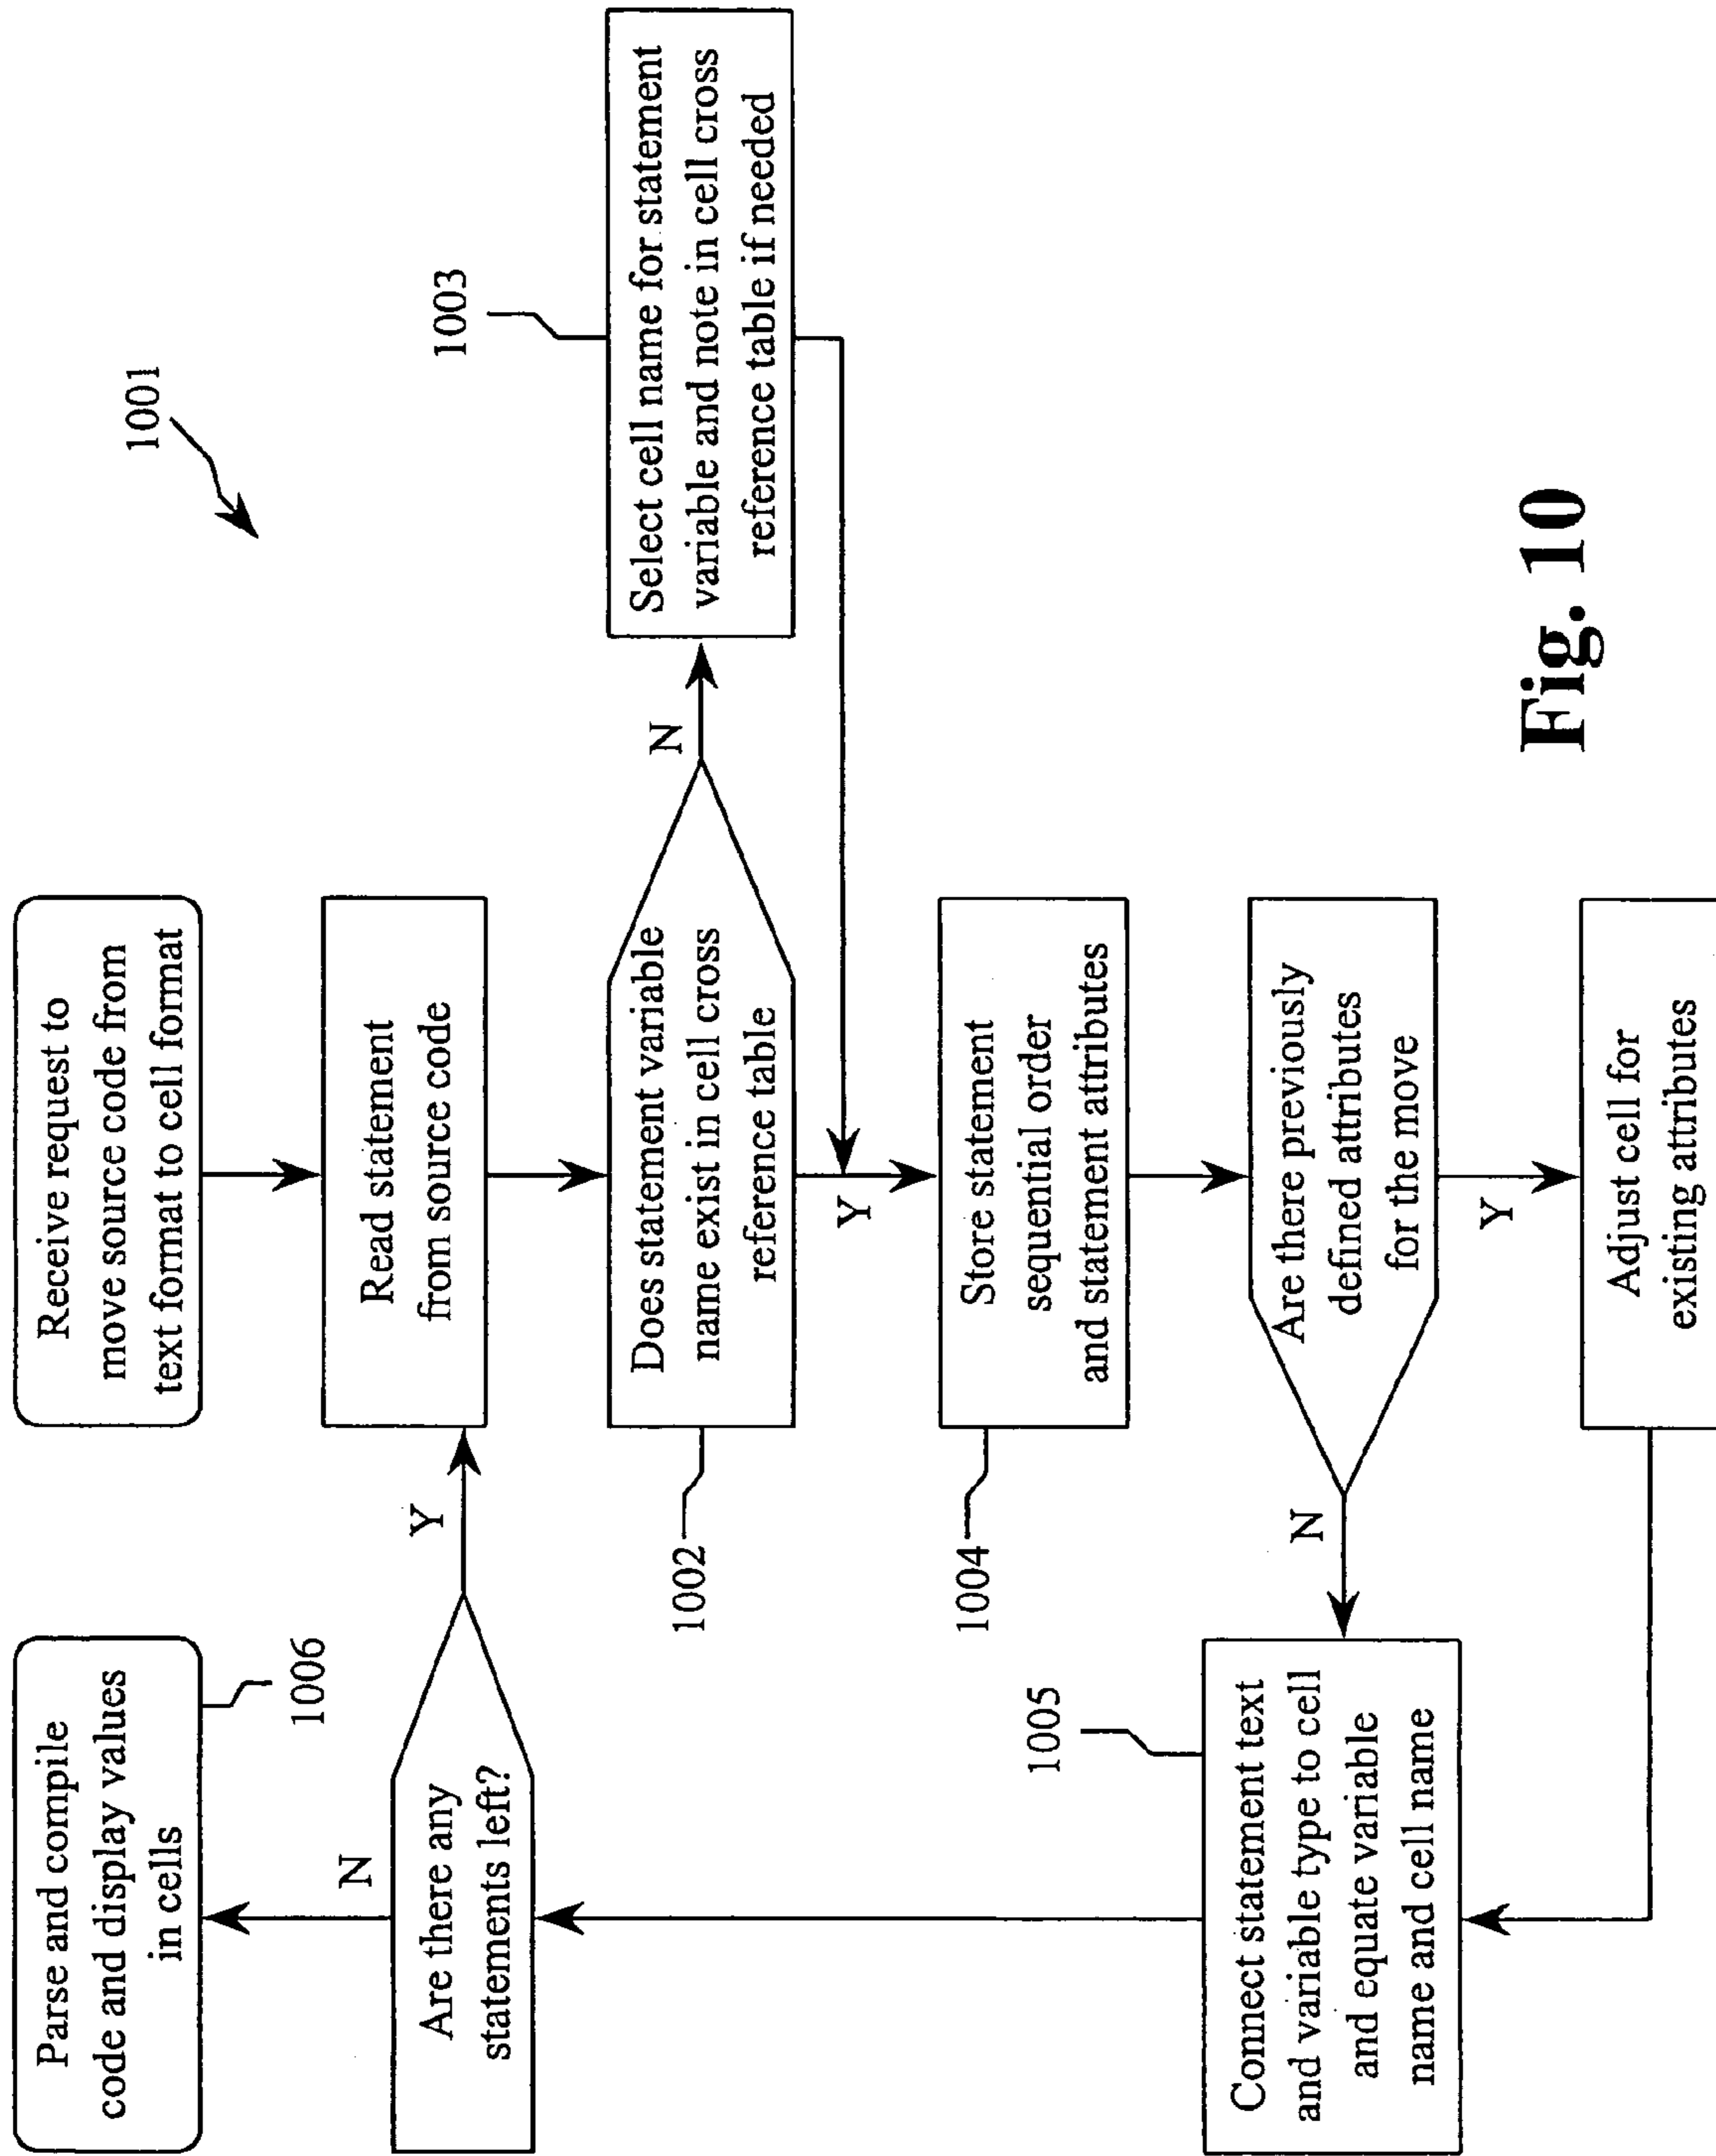 1001
Receive request to
move source code from
text format to cell format
Read statement
from source code
1002
Does statement variable
name exist in cell cross
reference table
N
1003
Select cell name for statement
variable and note in cell cross
reference table if needed
Y
1004
Store statement
sequential order
and statement attributes
Are there previously
defined attributes
for the move
Y
Adjust cell for
existing attributes
N
1005
Connect statement text
and variable type to cell
and equate variable
name and cell name
Are there any
statements left?
Y
N
Parse and compile
code and display values
in cells
1006
Fig. 10